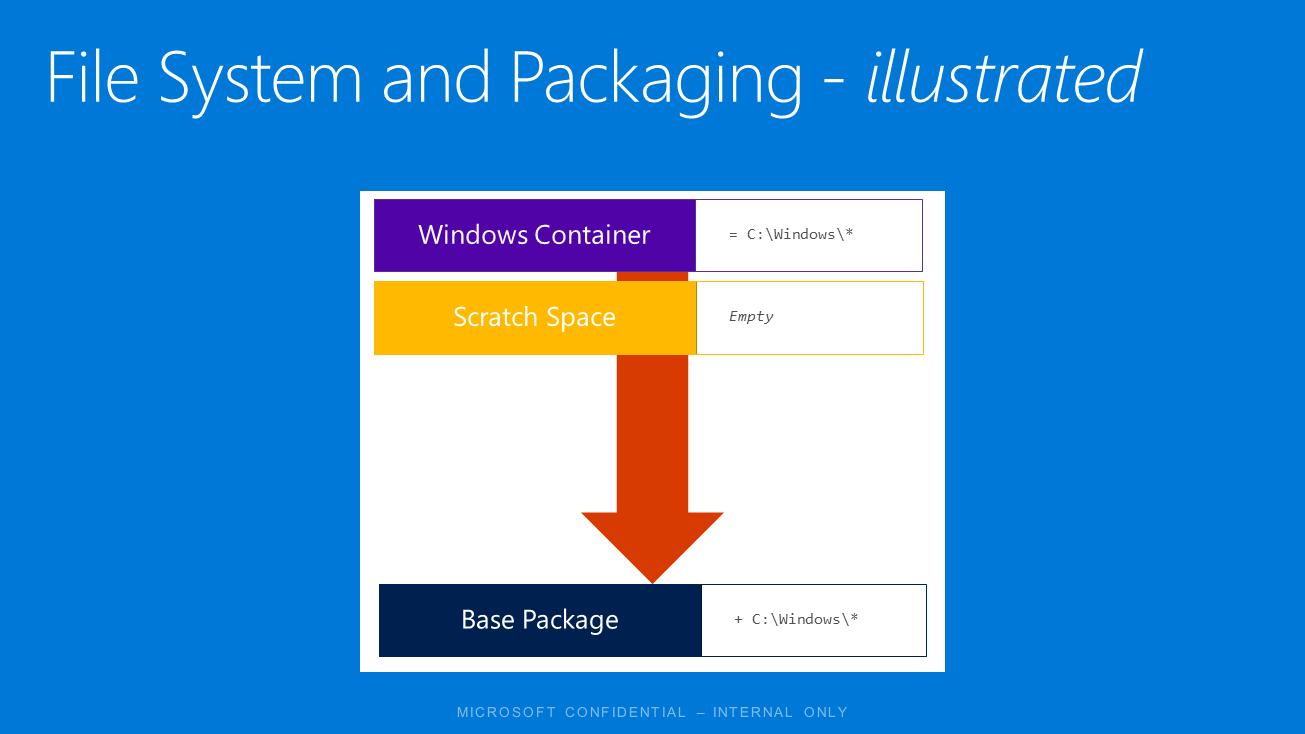 File System and Packaging - illustrated
Windows Container
= C:\Windows\*
Scratch Space
Empty
Base Package
+ C:\Windows\*
MICROSOFT CONFIDENTIAL – INTERNAL ONLY